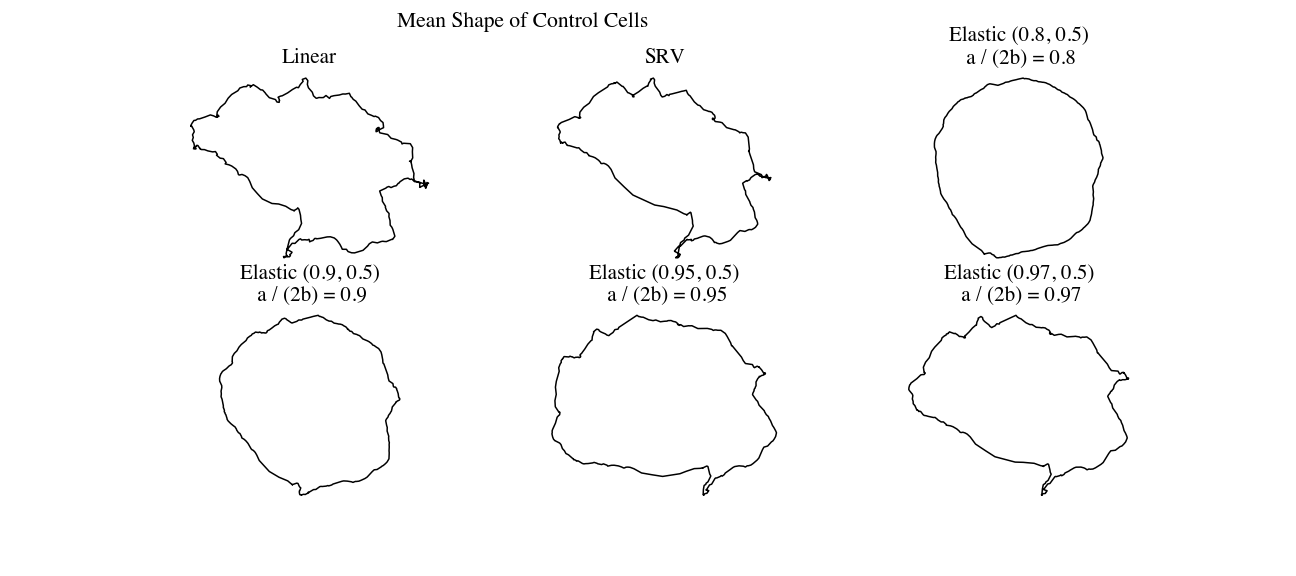 Mean Shape of Control Cells
Linear
SRV
Elastic (0.8, 0.5)
a / (2b) = 0.8
Elastic (0.9, 0.5)
a / (2b) = 0.9
Elastic (0.95, 0.5)
a / (2b) = 0.95
Elastic (0.97, 0.5)
a / (2b) = 0.97